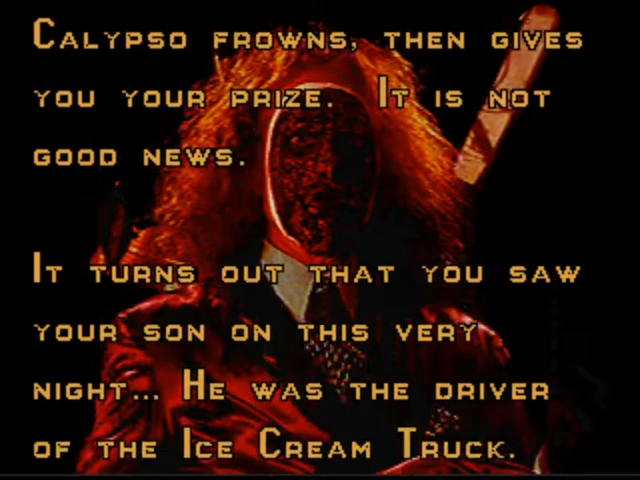 Calypso frowns, then gives
you your prize. It is not
good news.
It turns out that you saw
your son on this very
night... He was the driver
of the Ice Cream Truck.